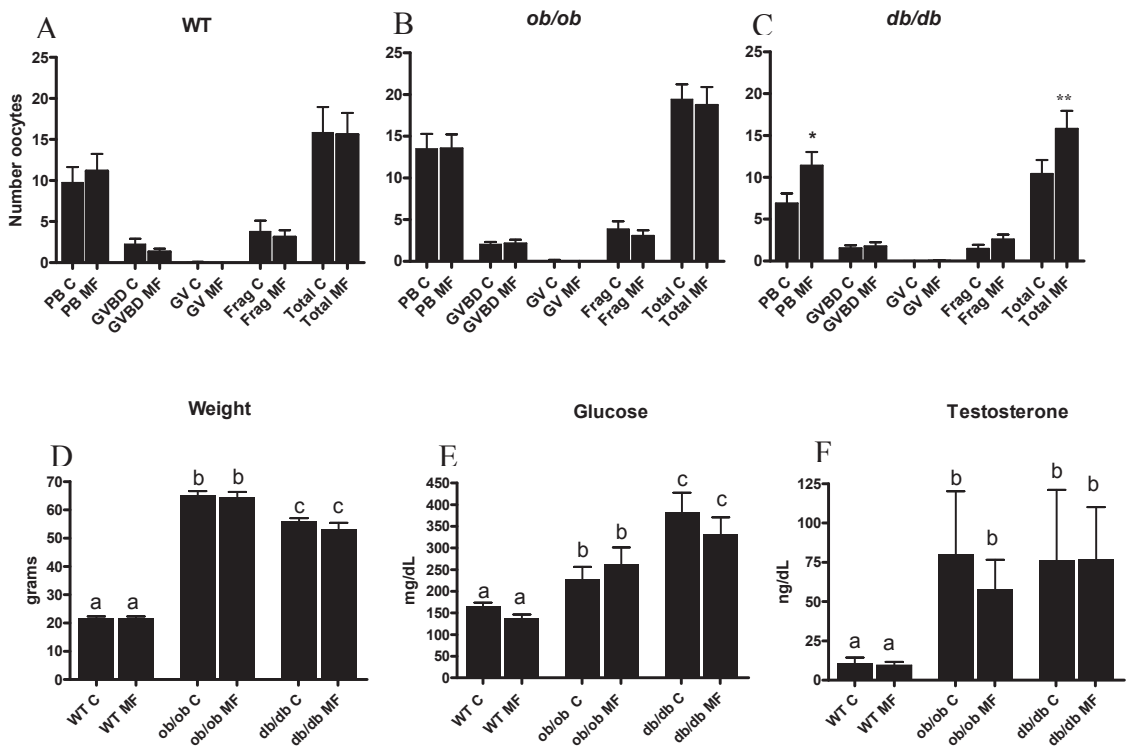 A WT
Number oocytes
25
20
15
10
5
0
PB C
PB MF
GVBD C
GVBD MF
GV C
GV MF
Frag C
Frag MF
Total C
Total MF
B ob/ob
25
20
15
10
5
0
PB C
PB MF
GVBD C
GVBD MF
GV C
GV MF
Frag C
Frag MF
Total C
Total MF
C db/db
25
20
15
10
5
0
*
**
PB C
PB MF
GVBD C
GVBD MF
GV C
GV MF
Frag C
Frag MF
Total C
Total MF
Weight
D
grams
70
60
50
40
30
20
10
0
a a b b c c
WT C
WT MF
ob/ob C
ob/ob MF
db/db C
db/db MF
Glucose
E
mg/dL
450
400
350
300
250
200
150
100
50
0
a a b b c c
WT C
WT MF
ob/ob C
ob/ob MF
db/db C
db/db MF
Testosterone
F
ng/dL
125
100
75
50
25
0
a a b b b b
WT C
WT MF
ob/ob C
ob/ob MF
db/db C
db/db MF